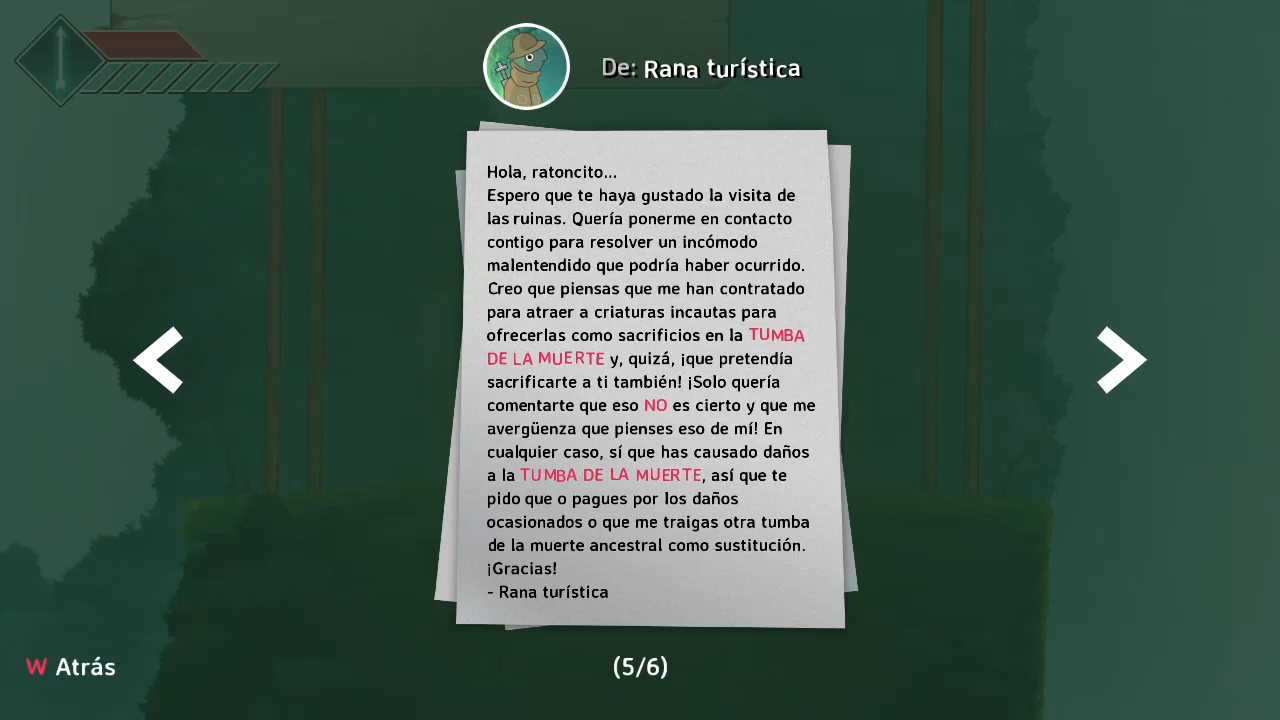 De: Rana turística
Hola, ratoncito...
Espero que te haya gustado la visita de
las ruinas. Quería ponerme en contacto
contigo para resolver un incómodo
malentendido que podría haber ocurrido.
Creo que piensas que me han contratado
para atraer a criaturas incautas para
ofrecerlas como sacrificios en la TUMBA
DE LA MUERTE y, quizá, ¡que pretendía
sacrificarte a ti también! ¡Solo quería
comentarte que eso NO es cierto y que me
avergüenza que pienses eso de mí! En
cualquier caso, sí que has causado daños
a la TUMBA DE LA MUERTE, así que te
pido que o pagues por los daños
ocasionados o que me traigas otra tumba
de la muerte ancestral como sustitución.
¡Gracias!
- Rana turística
W Atrás
(5/6)